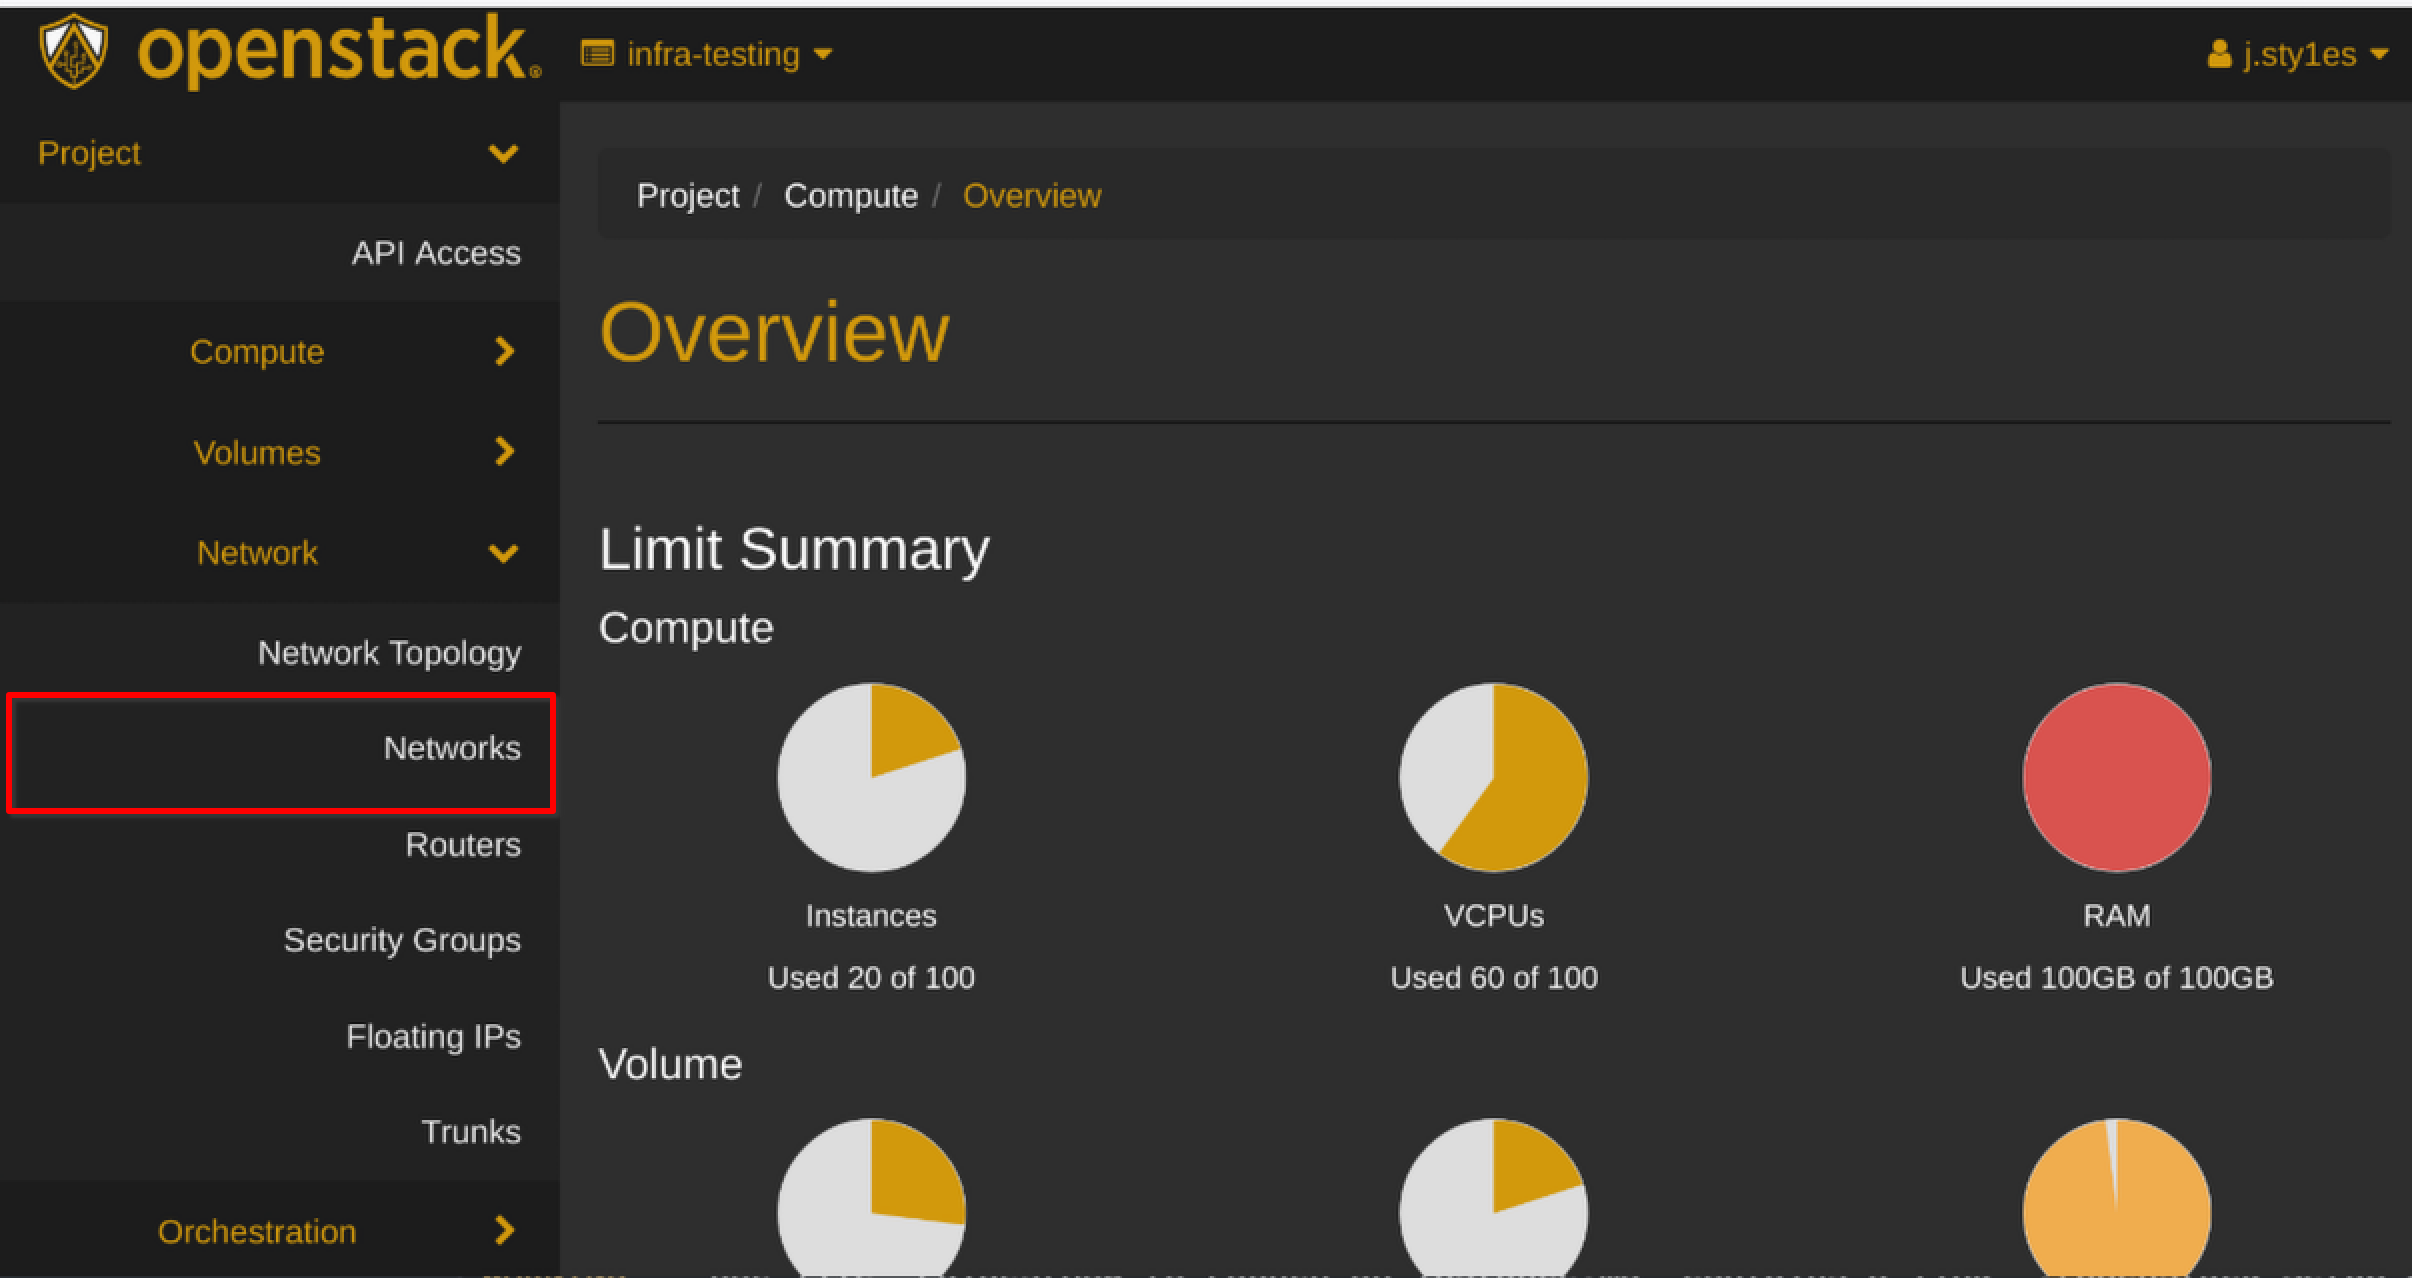 openstack.
infra-testing
j.sty1es
Project
API Access
Compute
Volumes
Network
Network Topology
Networks
Routers
Security Groups
Floating IPs
Trunks
Orchestration
Project / Compute / Overview
Overview
Limit Summary
Compute
Instances
Used 20 of 100
VCPUs
Used 60 of 100
RAM
Used 100GB of 100GB
Volume